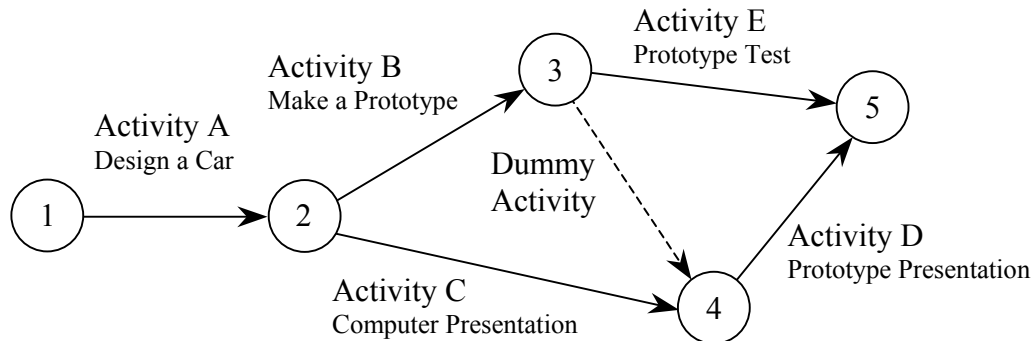 Activity E
Prototype Test
Activity B
Make a Prototype
3
5
Activity A
Design a Car
Dummy
Activity
1
2
Activity D
Prototype Presentation
Activity C
Computer Presentation
4